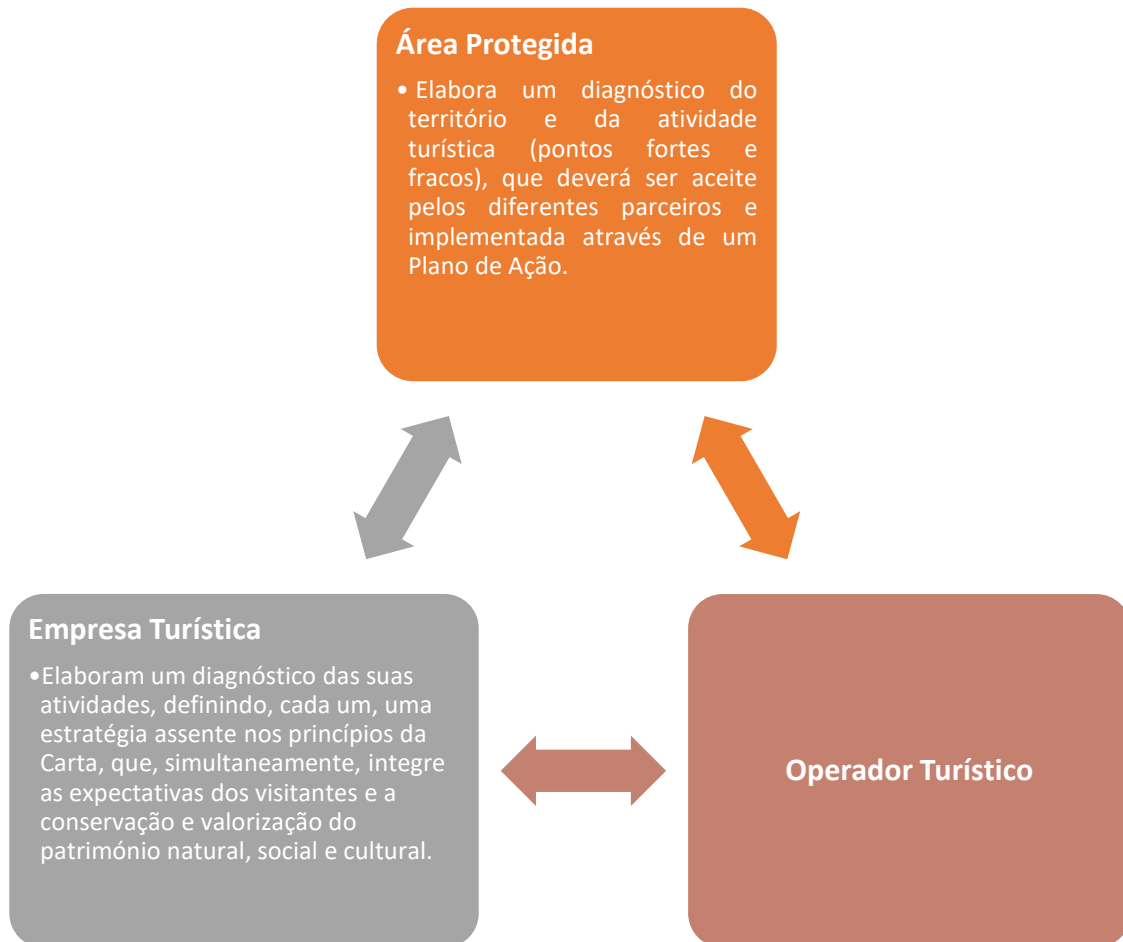 Área Protegida
• Elabora um diagnóstico do
território e da atividade
turística (pontos fortes e
fracos), que deverá ser aceite
pelos diferentes parceiros e
implementada através de um
Plano de Ação.
Empresa Turística
•Elaboram um diagnóstico das suas
atividades, definindo, cada um, uma
estratégia assente nos princípios da
Carta, que, simultaneamente, integre
as expectativas dos visitantes e a
conservação e valorização do
património natural, social e cultural.
Operador Turístico